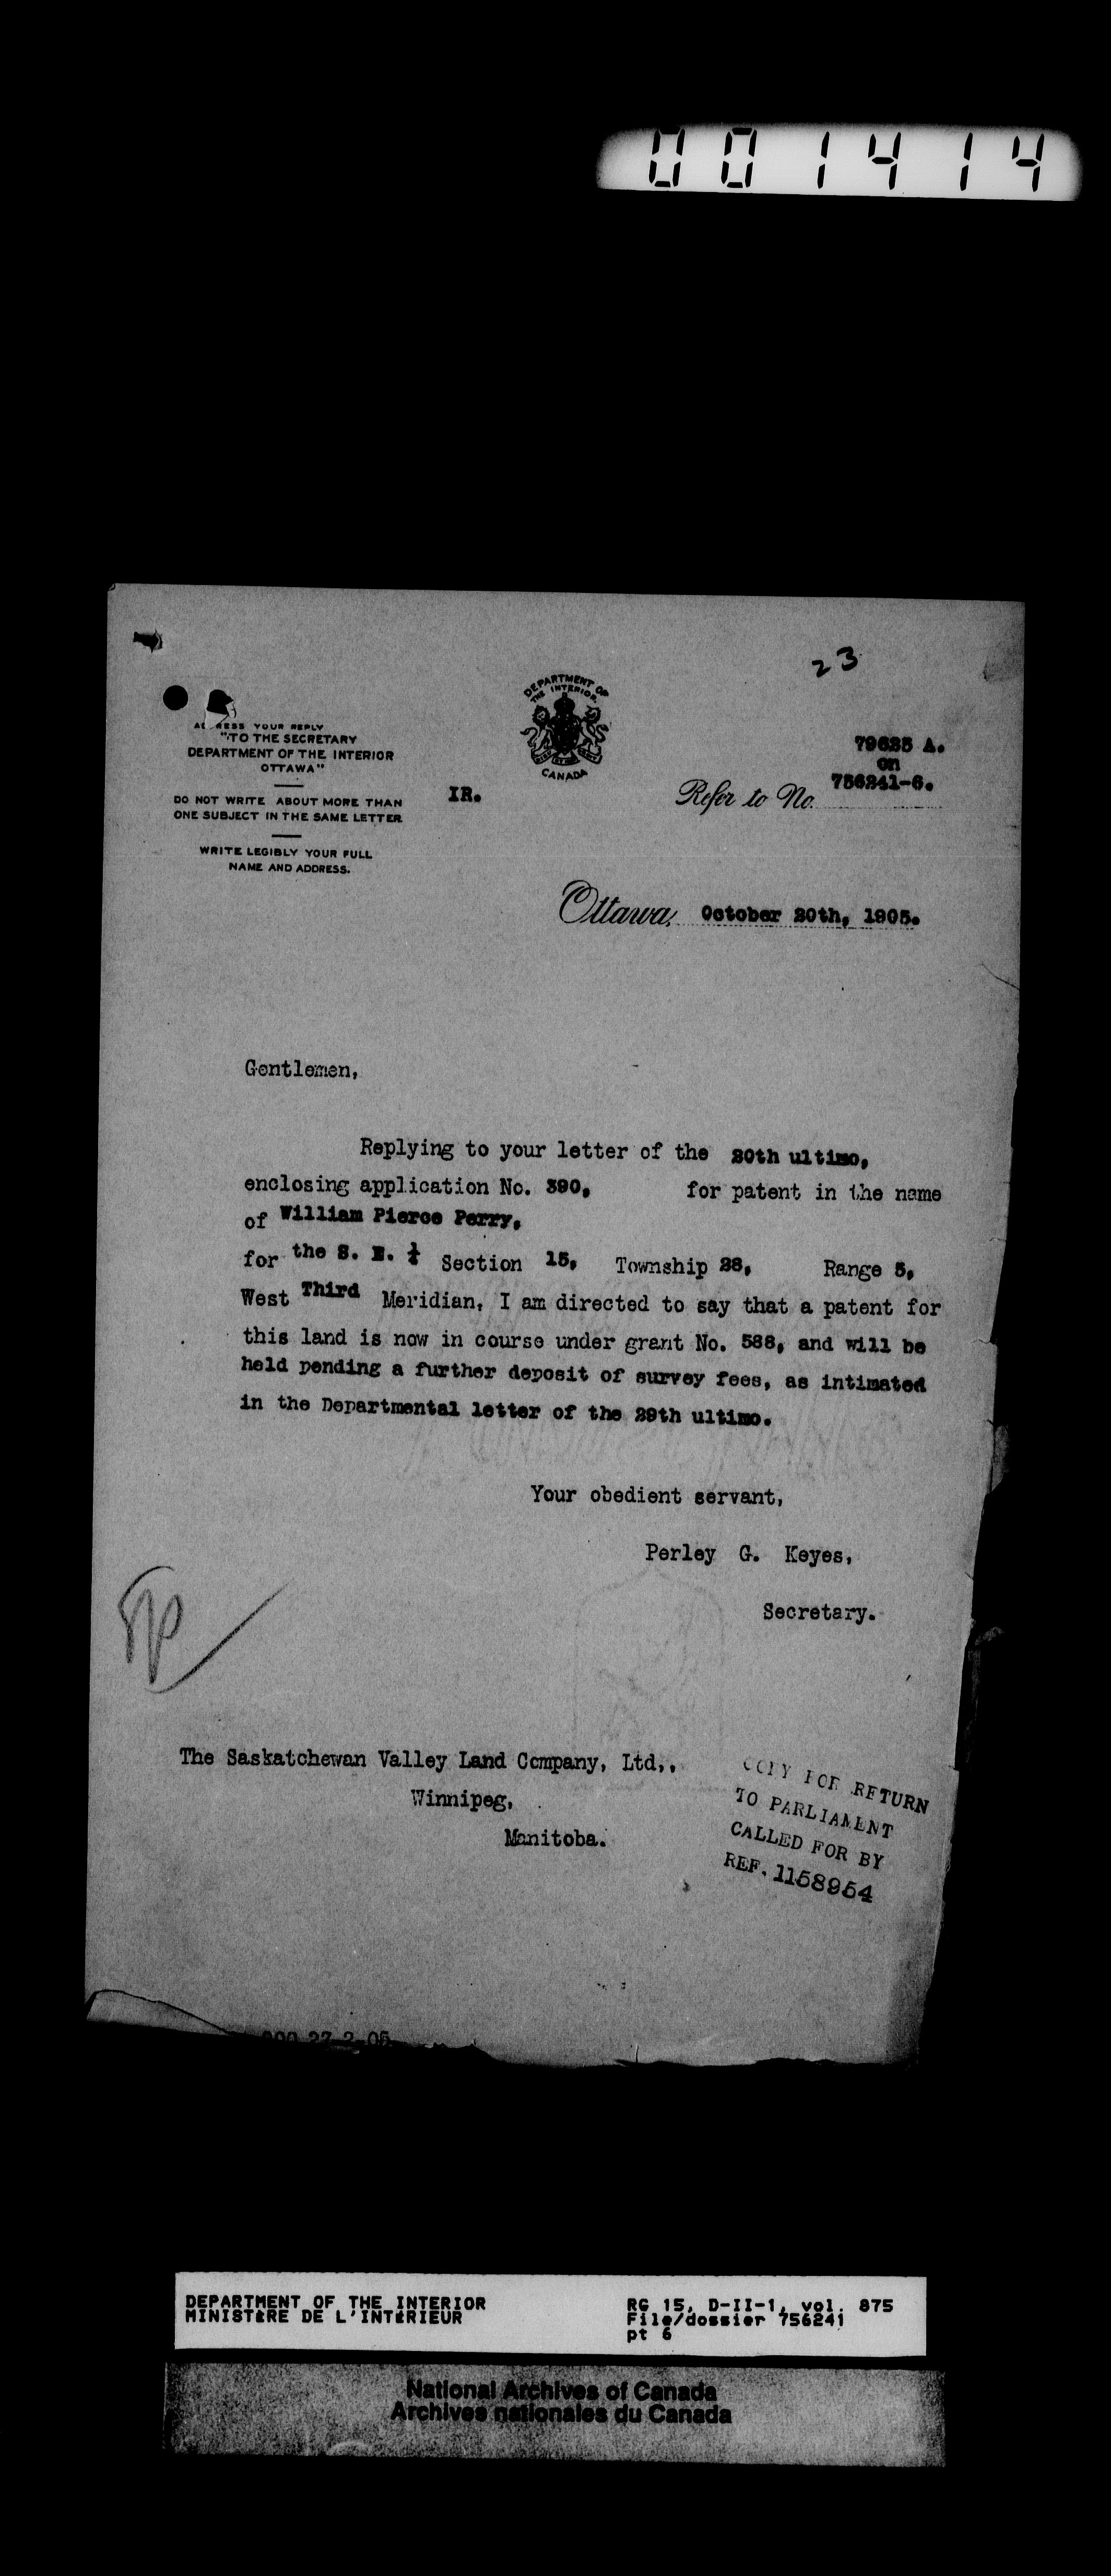 001414
23
ADDRESS YOUR REPLY
"TO THE SECRETARY
DEPARTMENT OF THE INTERIOR
OTTAWA"
DO NOT WRITE ABOUT MORE THAN
ONE SUBJECT IN THE SAME LETTER
WRITE LEGIBLY YOUR FULL
NAME AND ADDRESS.
DEPARTMENT OF
THE INTERIOR
CANADA
IR.
79625 A.
on
Refer to No. 756241-6.
Ottawa, October 20th, 1905.
Gentlemen,
Replying to your letter of the 20th ultimo,
enclosing application No. 390, for patent in the name
of William Pierce Perry,
for the S. E. ¼ Section 15, Township 28, Range 5,
West Third Meridian, I am directed to say that a patent for
this land is now in course under grant No. 588, and will be
held pending a further deposit of survey fees, as intimated
in the Departmental letter of the 29th ultimo.
Your obedient servant,
Perley G. Keyes,
Secretary.
The Saskatchewan Valley Land Company, Ltd.,
Winnipeg,
Manitoba.
COPY FOR RETURN
TO PARLIAMENT
CALLED FOR BY
REF. 1158954
000 27-2-05
DEPARTMENT OF THE INTERIOR
MINISTÈRE DE L'INTÉRIEUR
RG 15, D-II-1, vol. 875
File/dossier 756241
pt 6
National Archives of Canada
Archives nationales du Canada